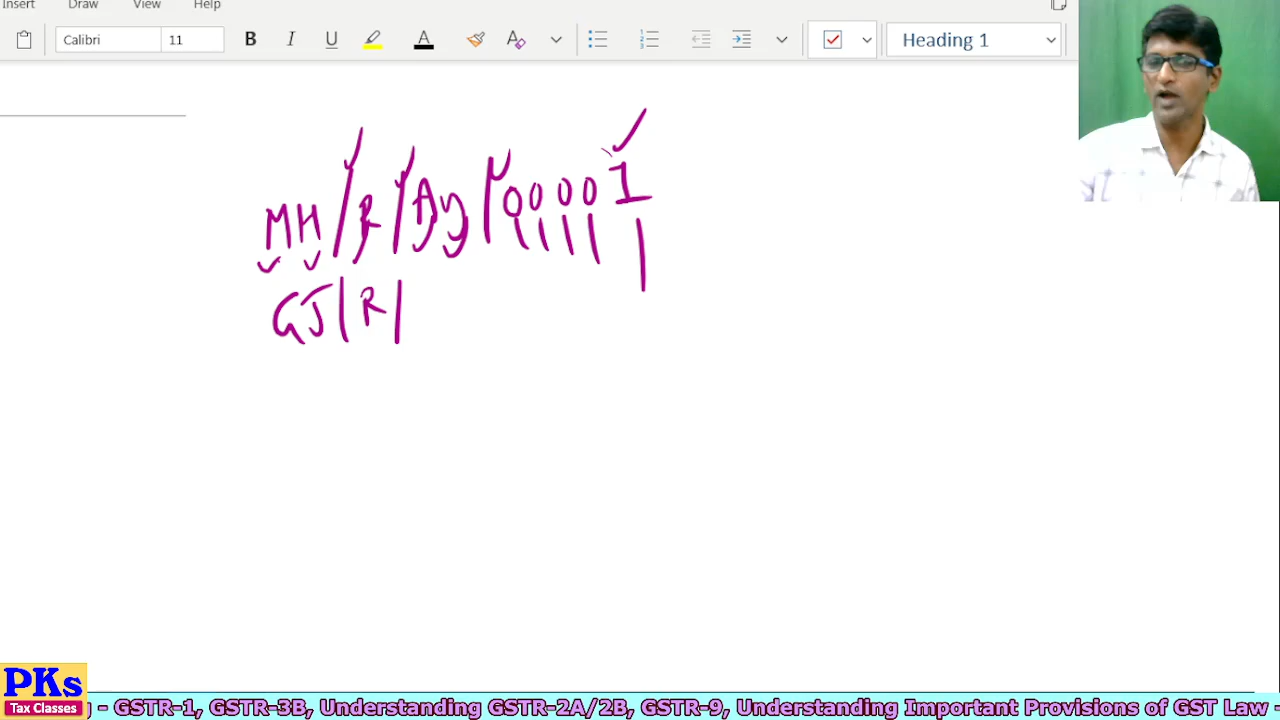 Insert Draw View Help
Calibri 11 B I U A A Heading 1
MH/R/Ay/00001
GJ/R/
PKs
Tax Classes
g - GSTR-1, GSTR-3B, Understanding GSTR-2A/2B, GSTR-9, Understanding Important Provisions of GST Law -